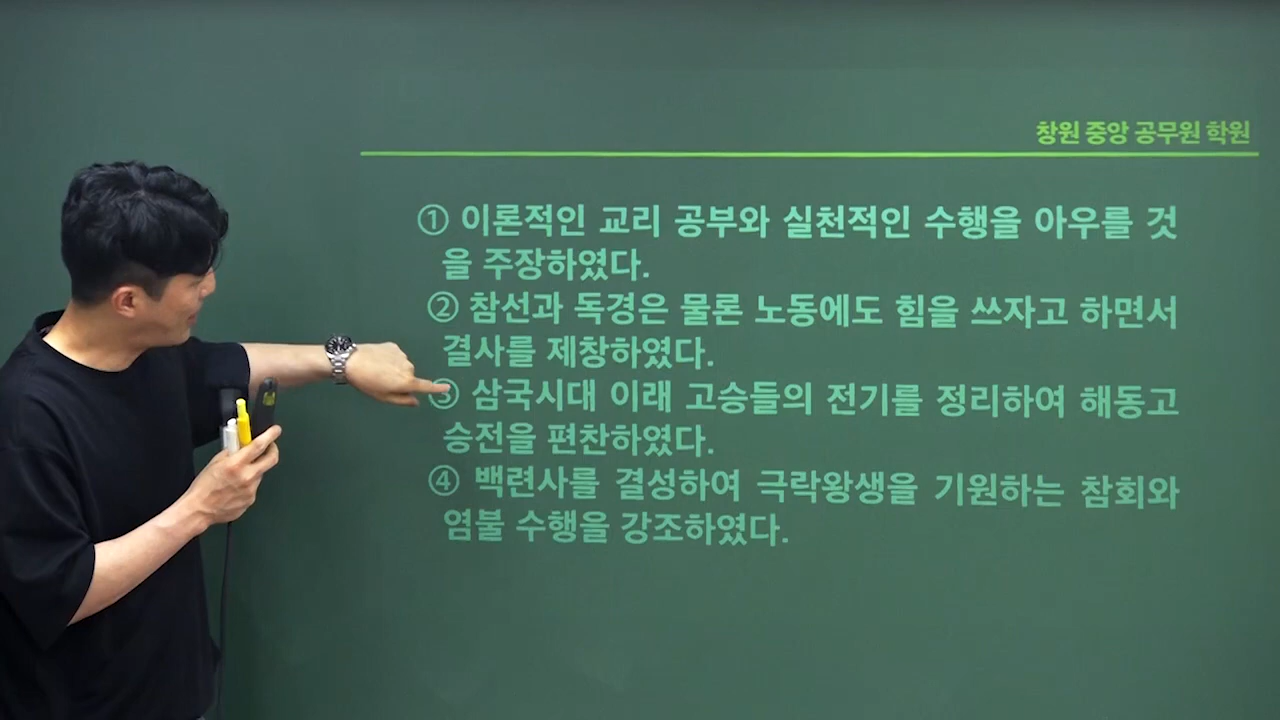 창원 중앙 공무원 학원
① 이론적인 교리 공부와 실천적인 수행을 아우를 것
을 주장하였다.
② 참선과 독경은 물론 노동에도 힘을 쓰자고 하면서
결사를 제창하였다.
③ 삼국시대 이래 고승들의 전기를 정리하여 해동고
승전을 편찬하였다.
④ 백련사를 결성하여 극락왕생을 기원하는 참회와
염불 수행을 강조하였다.